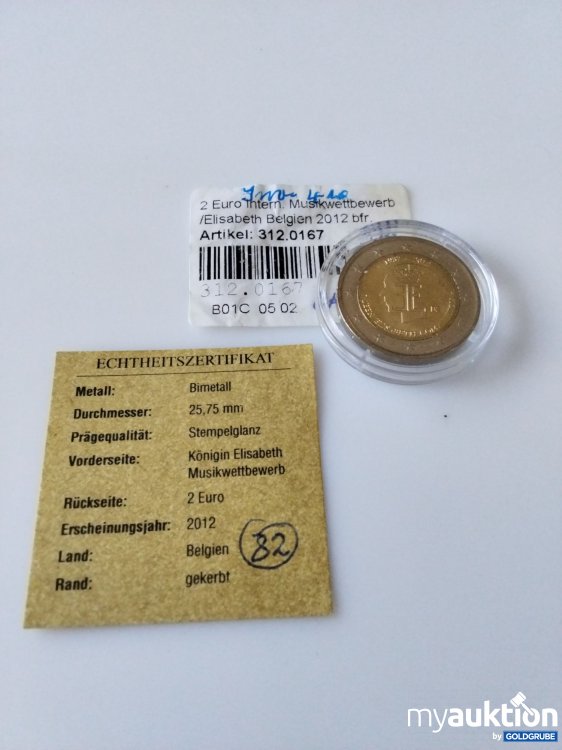 2 Euro intern. Musikwettbewerb
/Elisabeth Belgien 2012 bfr.
Artikel: 312.0167
312.0167
B01C 05 02
ECHTHEITSZERTIFIKAT
Metall: Bimetall
Durchmesser: 25,75 mm
Prägequalität: Stempelglanz
Vorderseite: Königin Elisabeth
Musikwettbewerb
Rückseite: 2 Euro
Erscheinungsjahr: 2012
Land: Belgien
82
Rand: gekerbt
myauktion
by GOLDGRUBE